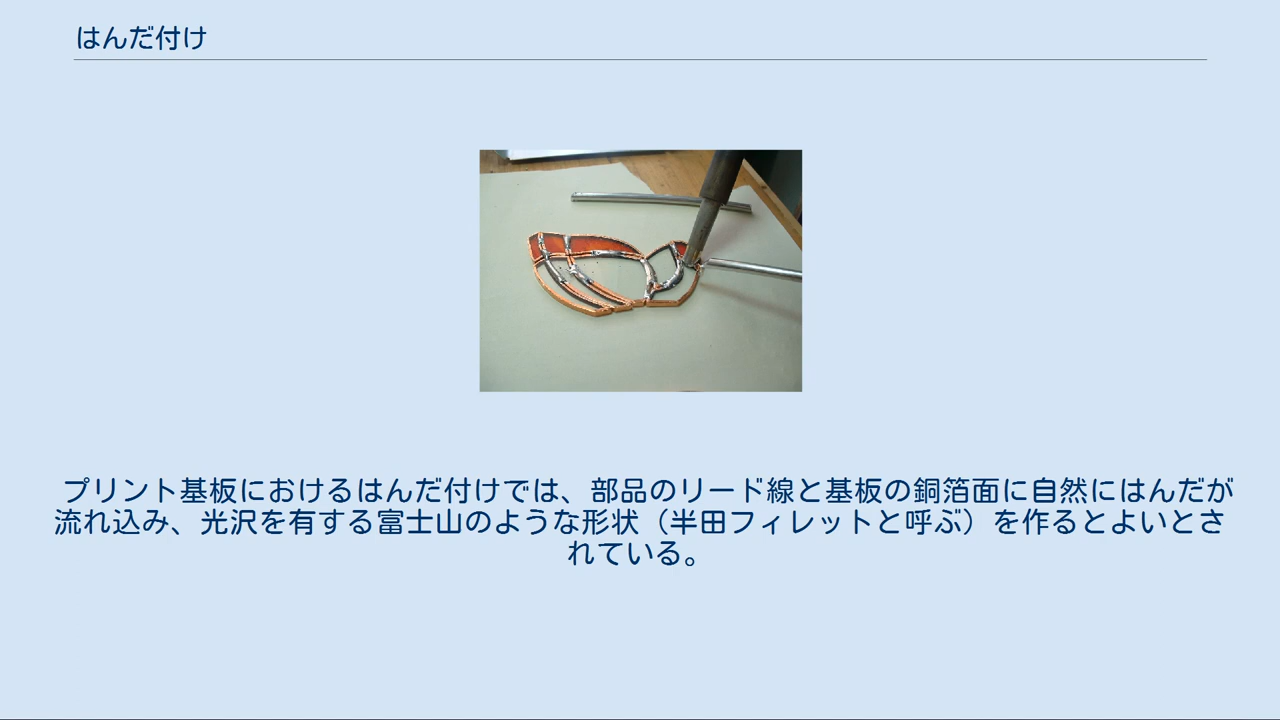 はんだ付け
プリント基板におけるはんだ付けでは、部品のリード線と基板の銅箔面に自然にはんだが
流れ込み、光沢を有する富士山のような形状（半田フィレットと呼ぶ）を作るとよいとさ
れている。